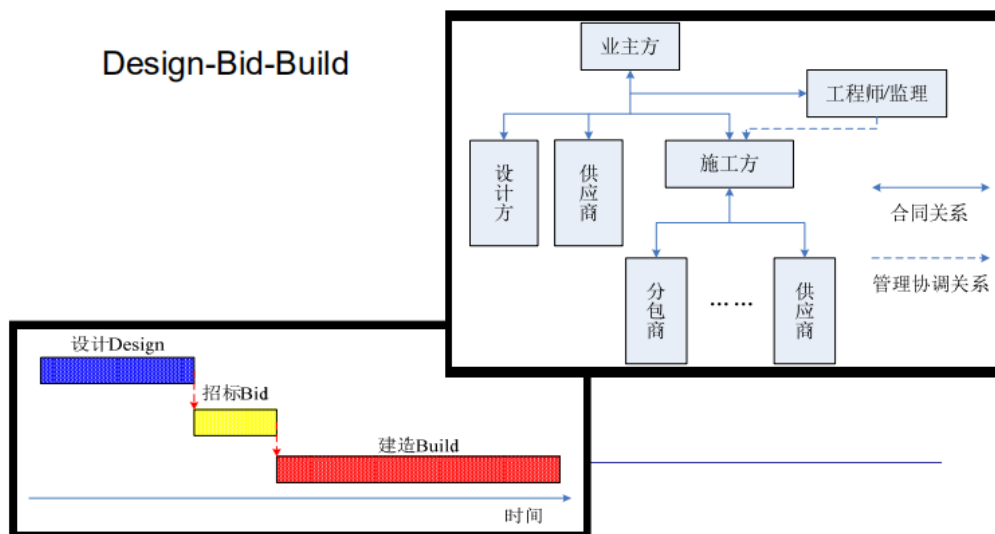 Design-Bid-Build
业主方
工程师/监理
设计方
供应商
施工方
合同关系
分包商
……
供应商
管理协调关系
设计Design
招标Bid
建造Build
时间